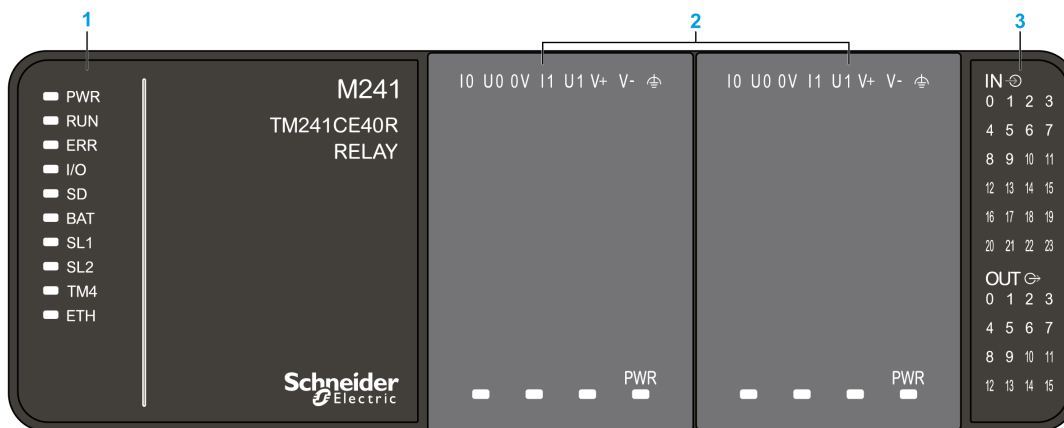 1
2
3
PWR
RUN
ERR
I/O
SD
BAT
SL1
SL2
TM4
ETH
M241
TM241CE40R
RELAY
Schneider
Electric
I0 U0 0V I1 U1 V+ V-
PWR
I0 U0 0V I1 U1 V+ V-
PWR
IN
0 1 2 3
4 5 6 7
8 9 10 11
12 13 14 15
16 17 18 19
20 21 22 23
OUT
0 1 2 3
4 5 6 7
8 9 10 11
12 13 14 15